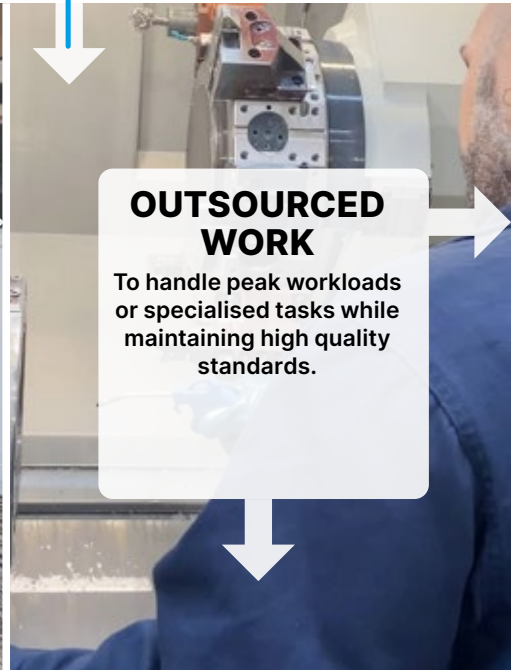 OUTSOURCED
WORK
To handle peak workloads
or specialised tasks while
maintaining high quality
standards.